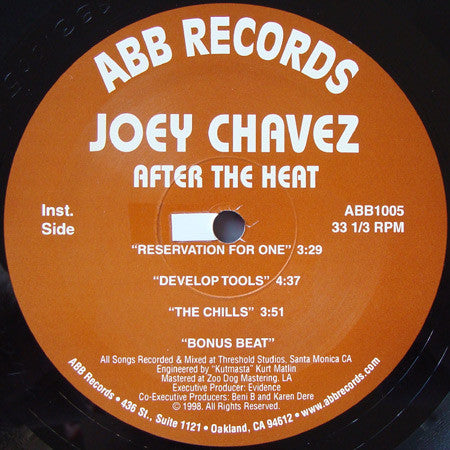 ABB RECORDS
JOEY CHAVEZ
AFTER THE HEAT
Inst.
Side
ABB1005
33 1/3 RPM
"RESERVATION FOR ONE" 3:29
"DEVELOP TOOLS" 4:37
"THE CHILLS" 3:51
"BONUS BEAT"
All Songs Recorded & Mixed at Threshold Studios, Santa Monica CA
Engineered by "Kutmasta" Kurt Matlin
Mastered at Zoo Dog Mastering, LA
Executive Producer: Evidence
Co-Executive Producers: Beni B and Karen Dere
© 1998. All Rights Reserved.
ABB Records • 436 St., Suite 1121 • Oakland, CA 94612 • www.abbrecords.com